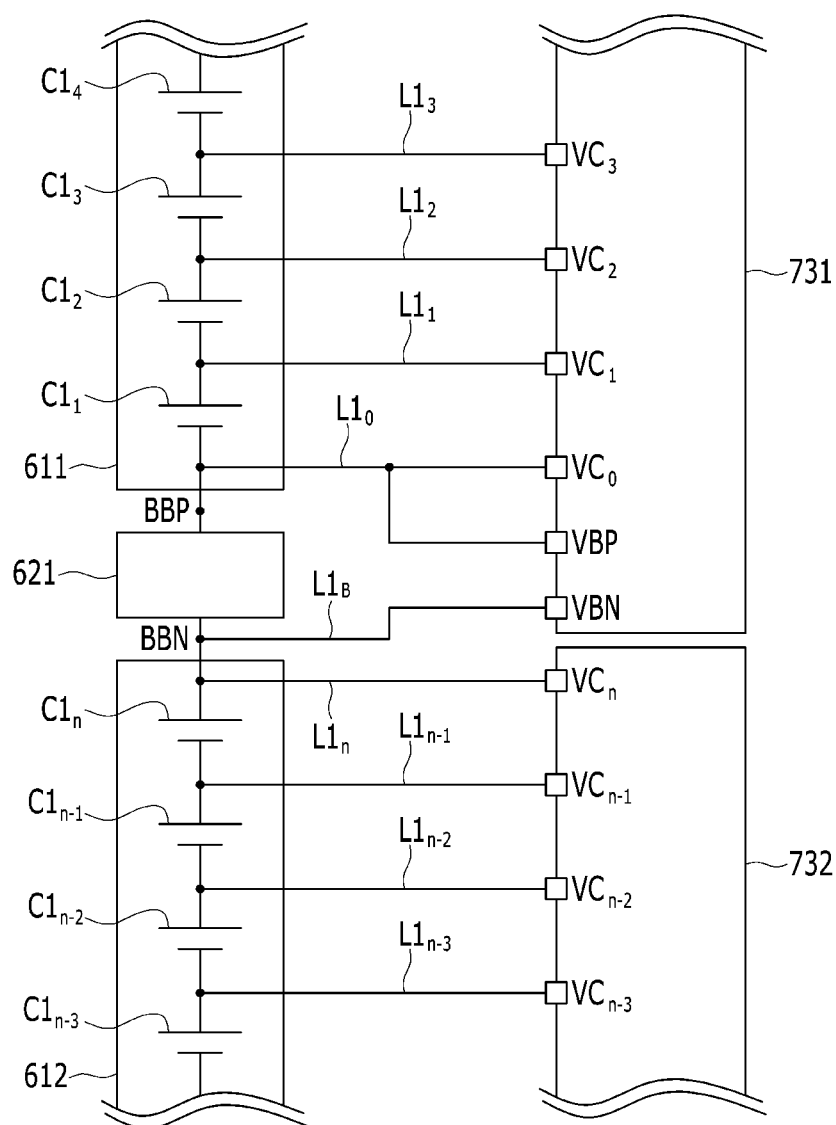 C1₄
L1₃
VC₃
C1₃
L1₂
VC₂
731
C1₂
L1₁
VC₁
C1₁
L1₀
611
VC₀
BBP
VBP
621
L1_B
VBN
BBN
VCₙ
C1ₙ
L1ₙ
L1ₙ₋₁
VCₙ₋₁
C1ₙ₋₁
L1ₙ₋₂
732
VCₙ₋₂
C1ₙ₋₂
L1ₙ₋₃
VCₙ₋₃
C1ₙ₋₃
612